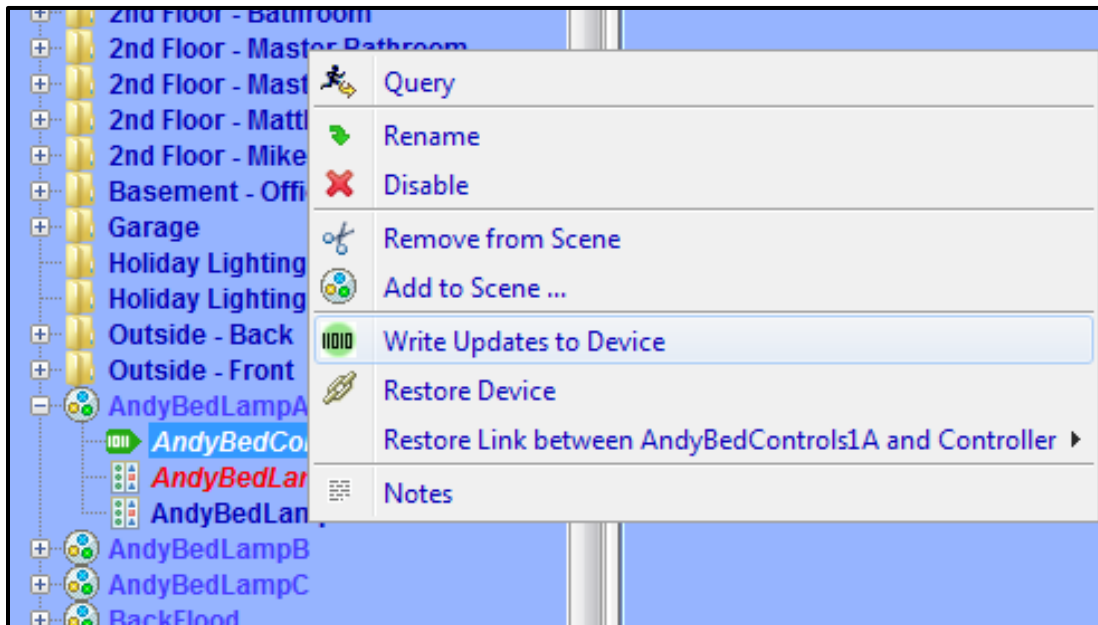 2nd Floor - Bathroom
2nd Floor - Master Bathroom
2nd Floor - Mast
2nd Floor - Matt
2nd Floor - Mike
Basement - Offi
Garage
Holiday Lighting
Holiday Lighting
Outside - Back
Outside - Front
AndyBedLampA
AndyBedCo
AndyBedLar
AndyBedLam
AndyBedLampB
AndyBedLampC
BackFlood
Query
Rename
Disable
Remove from Scene
Add to Scene ...
Write Updates to Device
Restore Device
Restore Link between AndyBedControls1A and Controller
Notes